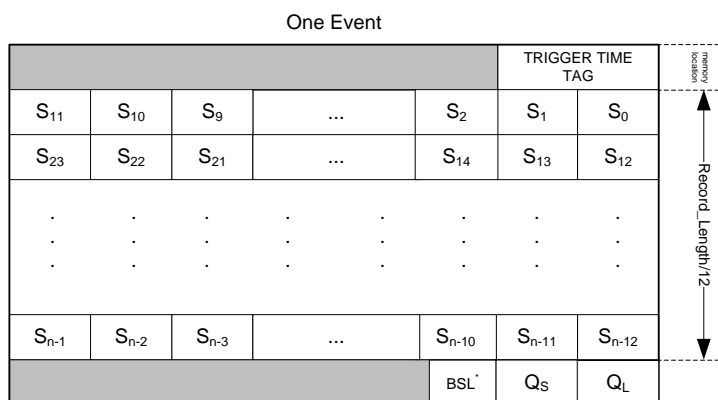 One Event
TRIGGER TIME
TAG
memory
location
S11 S10 S9 ... S2 S1 S0
S23 S22 S21 ... S14 S13 S12
. . . . . . . .
. . . . . . . .
. . . . . . . .
Record_Length/12
Sn-1 Sn-2 Sn-3 ... Sn-10 Sn-11 Sn-12
BSL* QS QL